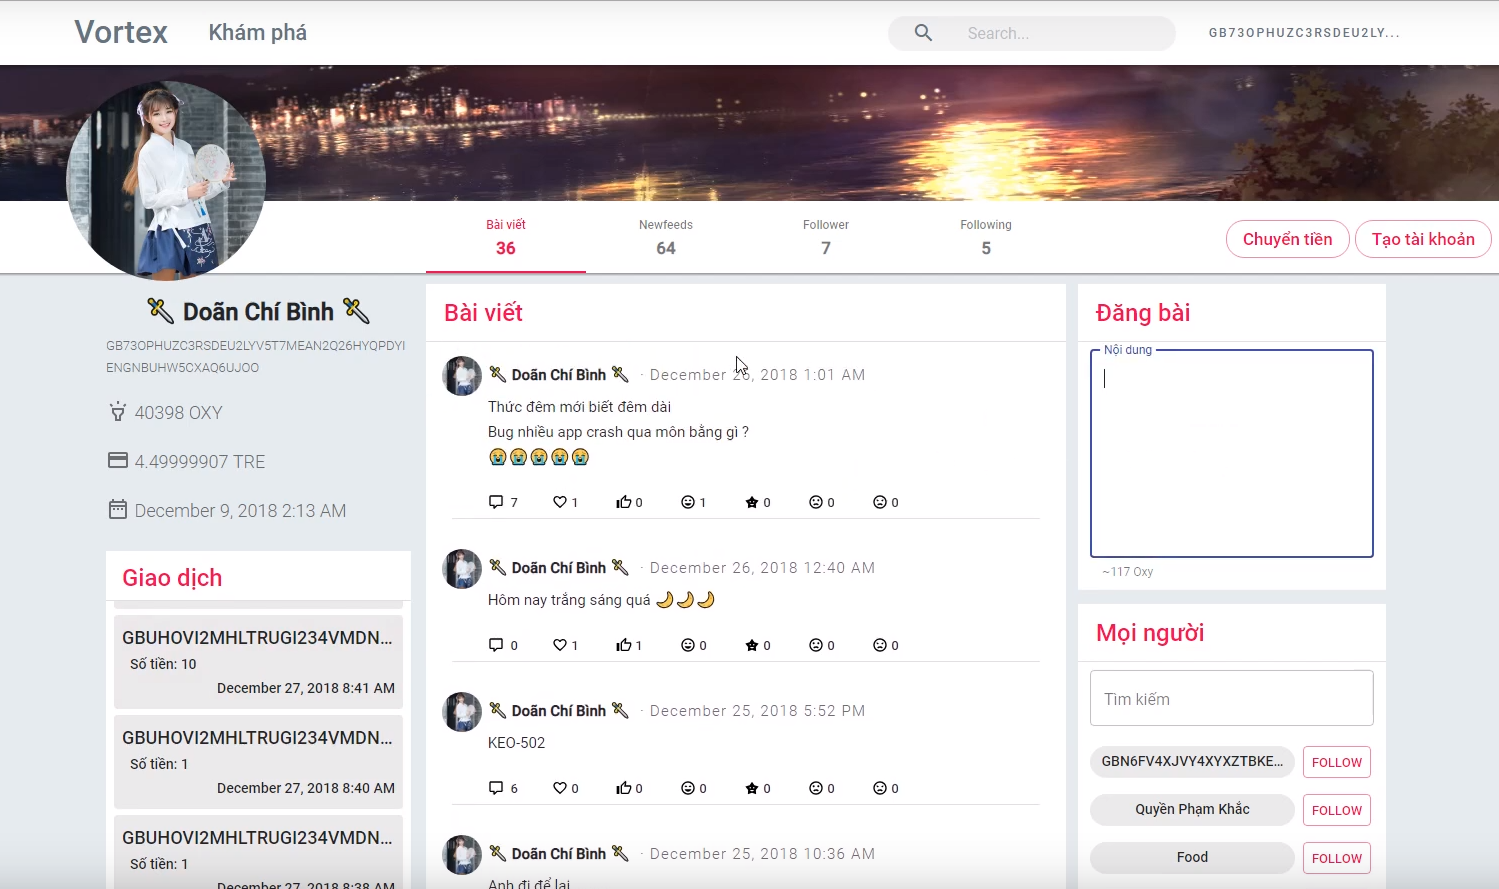 Vortex
Khám phá
Search...
GB73OPHUZC3RSDEU2LY...
Bài viết
36
Newfeeds
64
Follower
7
Following
5
Chuyển tiền
Tạo tài khoản
Doãn Chí Bình
GB73OPHUZC3RSDEU2LYV5T7MEAN2Q26HYQPDYI
ENGNBUHW5CXAQ6UJOO
40398 OXY
4.49999907 TRE
December 9, 2018 2:13 AM
Giao dịch
GBUHOVI2MHLTRUGI234VMDN...
Số tiền: 10
December 27, 2018 8:41 AM
GBUHOVI2MHLTRUGI234VMDN...
Số tiền: 1
December 27, 2018 8:40 AM
GBUHOVI2MHLTRUGI234VMDN...
Số tiền: 1
December 27, 2018 8:38 AM
Bài viết
Doãn Chí Bình · December 26, 2018 1:01 AM
Thức đêm mới biết đêm dài
Bug nhiều app crash qua môn bằng gì ?
😭😭😭😭😭
7 1 0 1 0 0 0
Doãn Chí Bình · December 26, 2018 12:40 AM
Hôm nay trắng sáng quá 🌙🌙🌙
0 1 1 0 0 0 0
Doãn Chí Bình · December 25, 2018 5:52 PM
KEO-502
6 0 0 0 0 0 0
Doãn Chí Bình · December 25, 2018 10:36 AM
Anh đi để lại
Đăng bài
Nội dung
~117 Oxy
Mọi người
Tìm kiếm
GBN6FV4XJVY4XYXZTBKE... FOLLOW
Quyền Phạm Khắc FOLLOW
Food FOLLOW